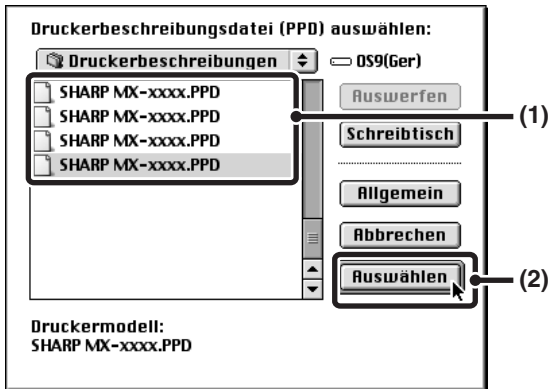 Druckerbeschreibungsdatei (PPD) auswählen:
Druckerbeschreibungen
OS9(Ger)
SHARP MX-xxxx.PPD
SHARP MX-xxxx.PPD
SHARP MX-xxxx.PPD
SHARP MX-xxxx.PPD
Auswerfen
(1)
Schreibtisch
Allgemein
Abbrechen
Auswählen
(2)
Druckermodell:
SHARP MX-xxxx.PPD